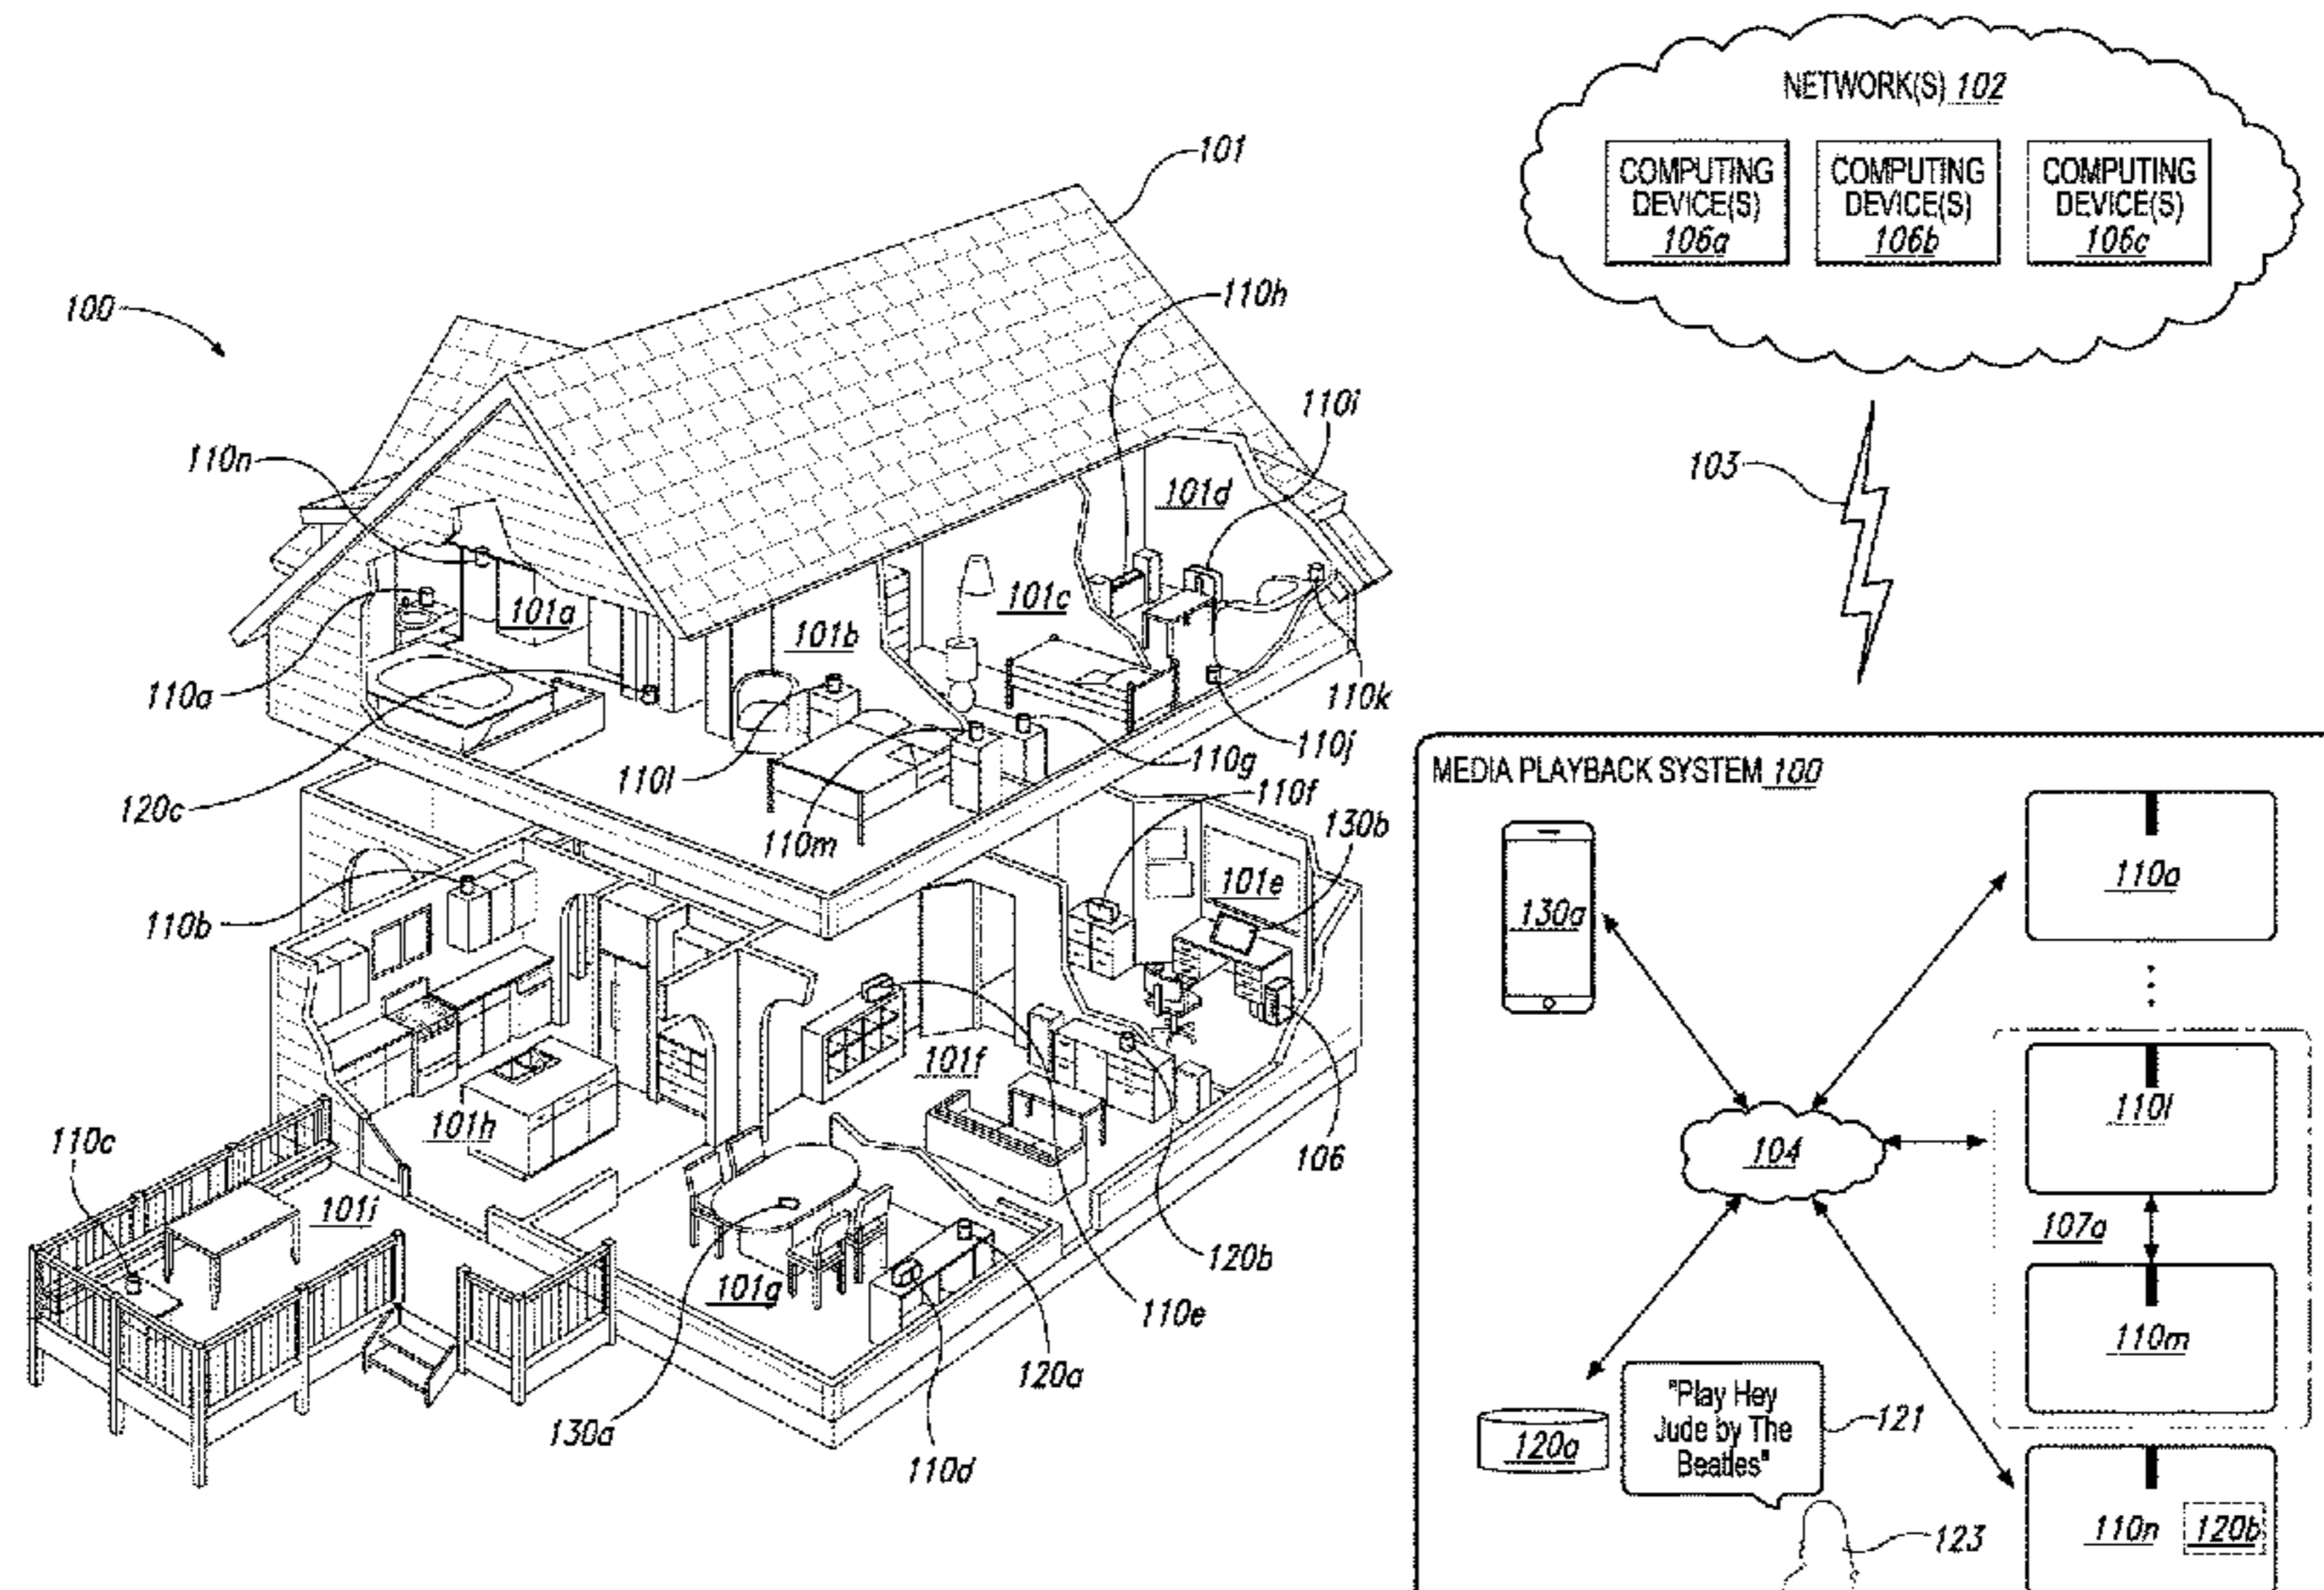 NETWORK(S) 102
COMPUTING
DEVICE(S)
106a
COMPUTING
DEVICE(S)
106b
COMPUTING
DEVICE(S)
106c
101
100
110h
110i
103
110n
101d
101a
101b
101c
110a
110k
110j
110g
110l
110f
120c
110m
130b
101e
110b
101f
106
101h
110c
101i
120b
101g
110e
120a
130a
110d
MEDIA PLAYBACK SYSTEM 100
130a
110a
104
110l
107a
110m
"Play Hey
Jude by The
Beatles"
121
120a
123
110n
120b